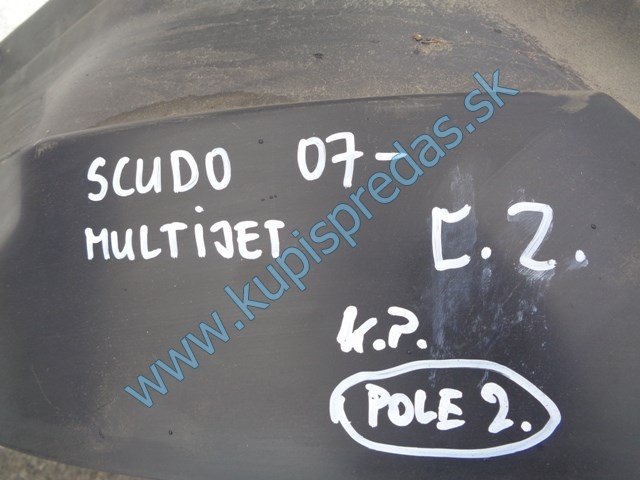 SCUDO 07-
MULTIJET
Ľ. Z.
K.P.
POLE 2.
www.kupispredas.sk